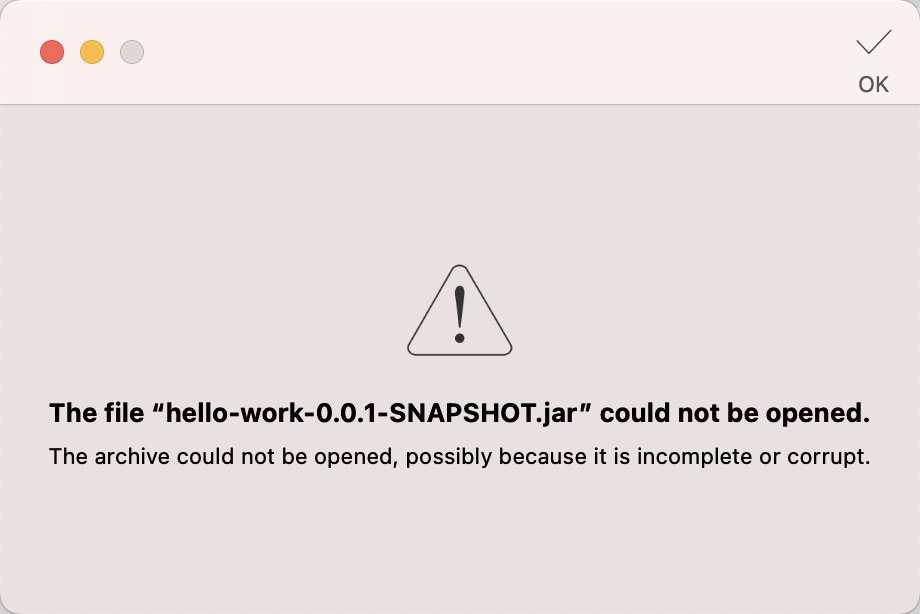 OK
The file “hello-work-0.0.1-SNAPSHOT.jar” could not be opened.
The archive could not be opened, possibly because it is incomplete or corrupt.